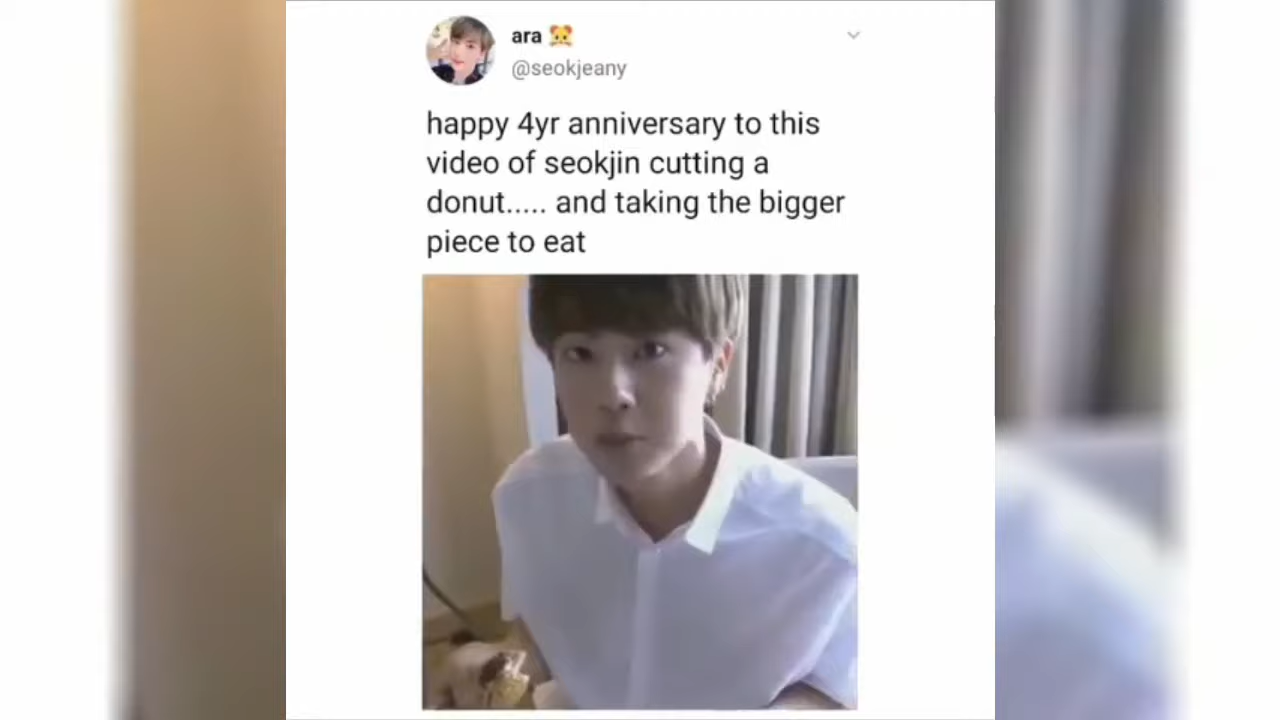 ara 🐹
@seokjeany
happy 4yr anniversary to this
video of seokjin cutting a
donut..... and taking the bigger
piece to eat